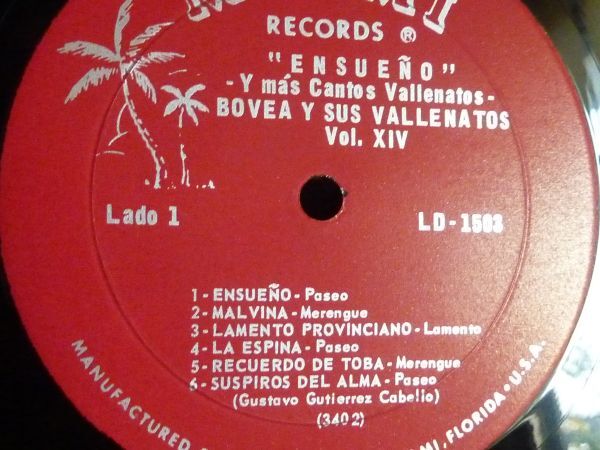 RECORDS ®
"ENSUEÑO"
- Y más Cantos Vallenatos -
BOVEA Y SUS VALLENATOS
Vol. XIV
Lado 1
LD - 1503
1 - ENSUEÑO - Paseo
2 - MALVINA - Merengue
3 - LAMENTO PROVINCIANO - Lamento
4 - LA ESPINA - Paseo
5 - RECUERDO DE TOBA - Merengue
6 - SUSPIROS DEL ALMA - Paseo
(Gustavo Gutierrez Cabello)
(3402)
MANUFACTURED FLORIDA - U.S.A.